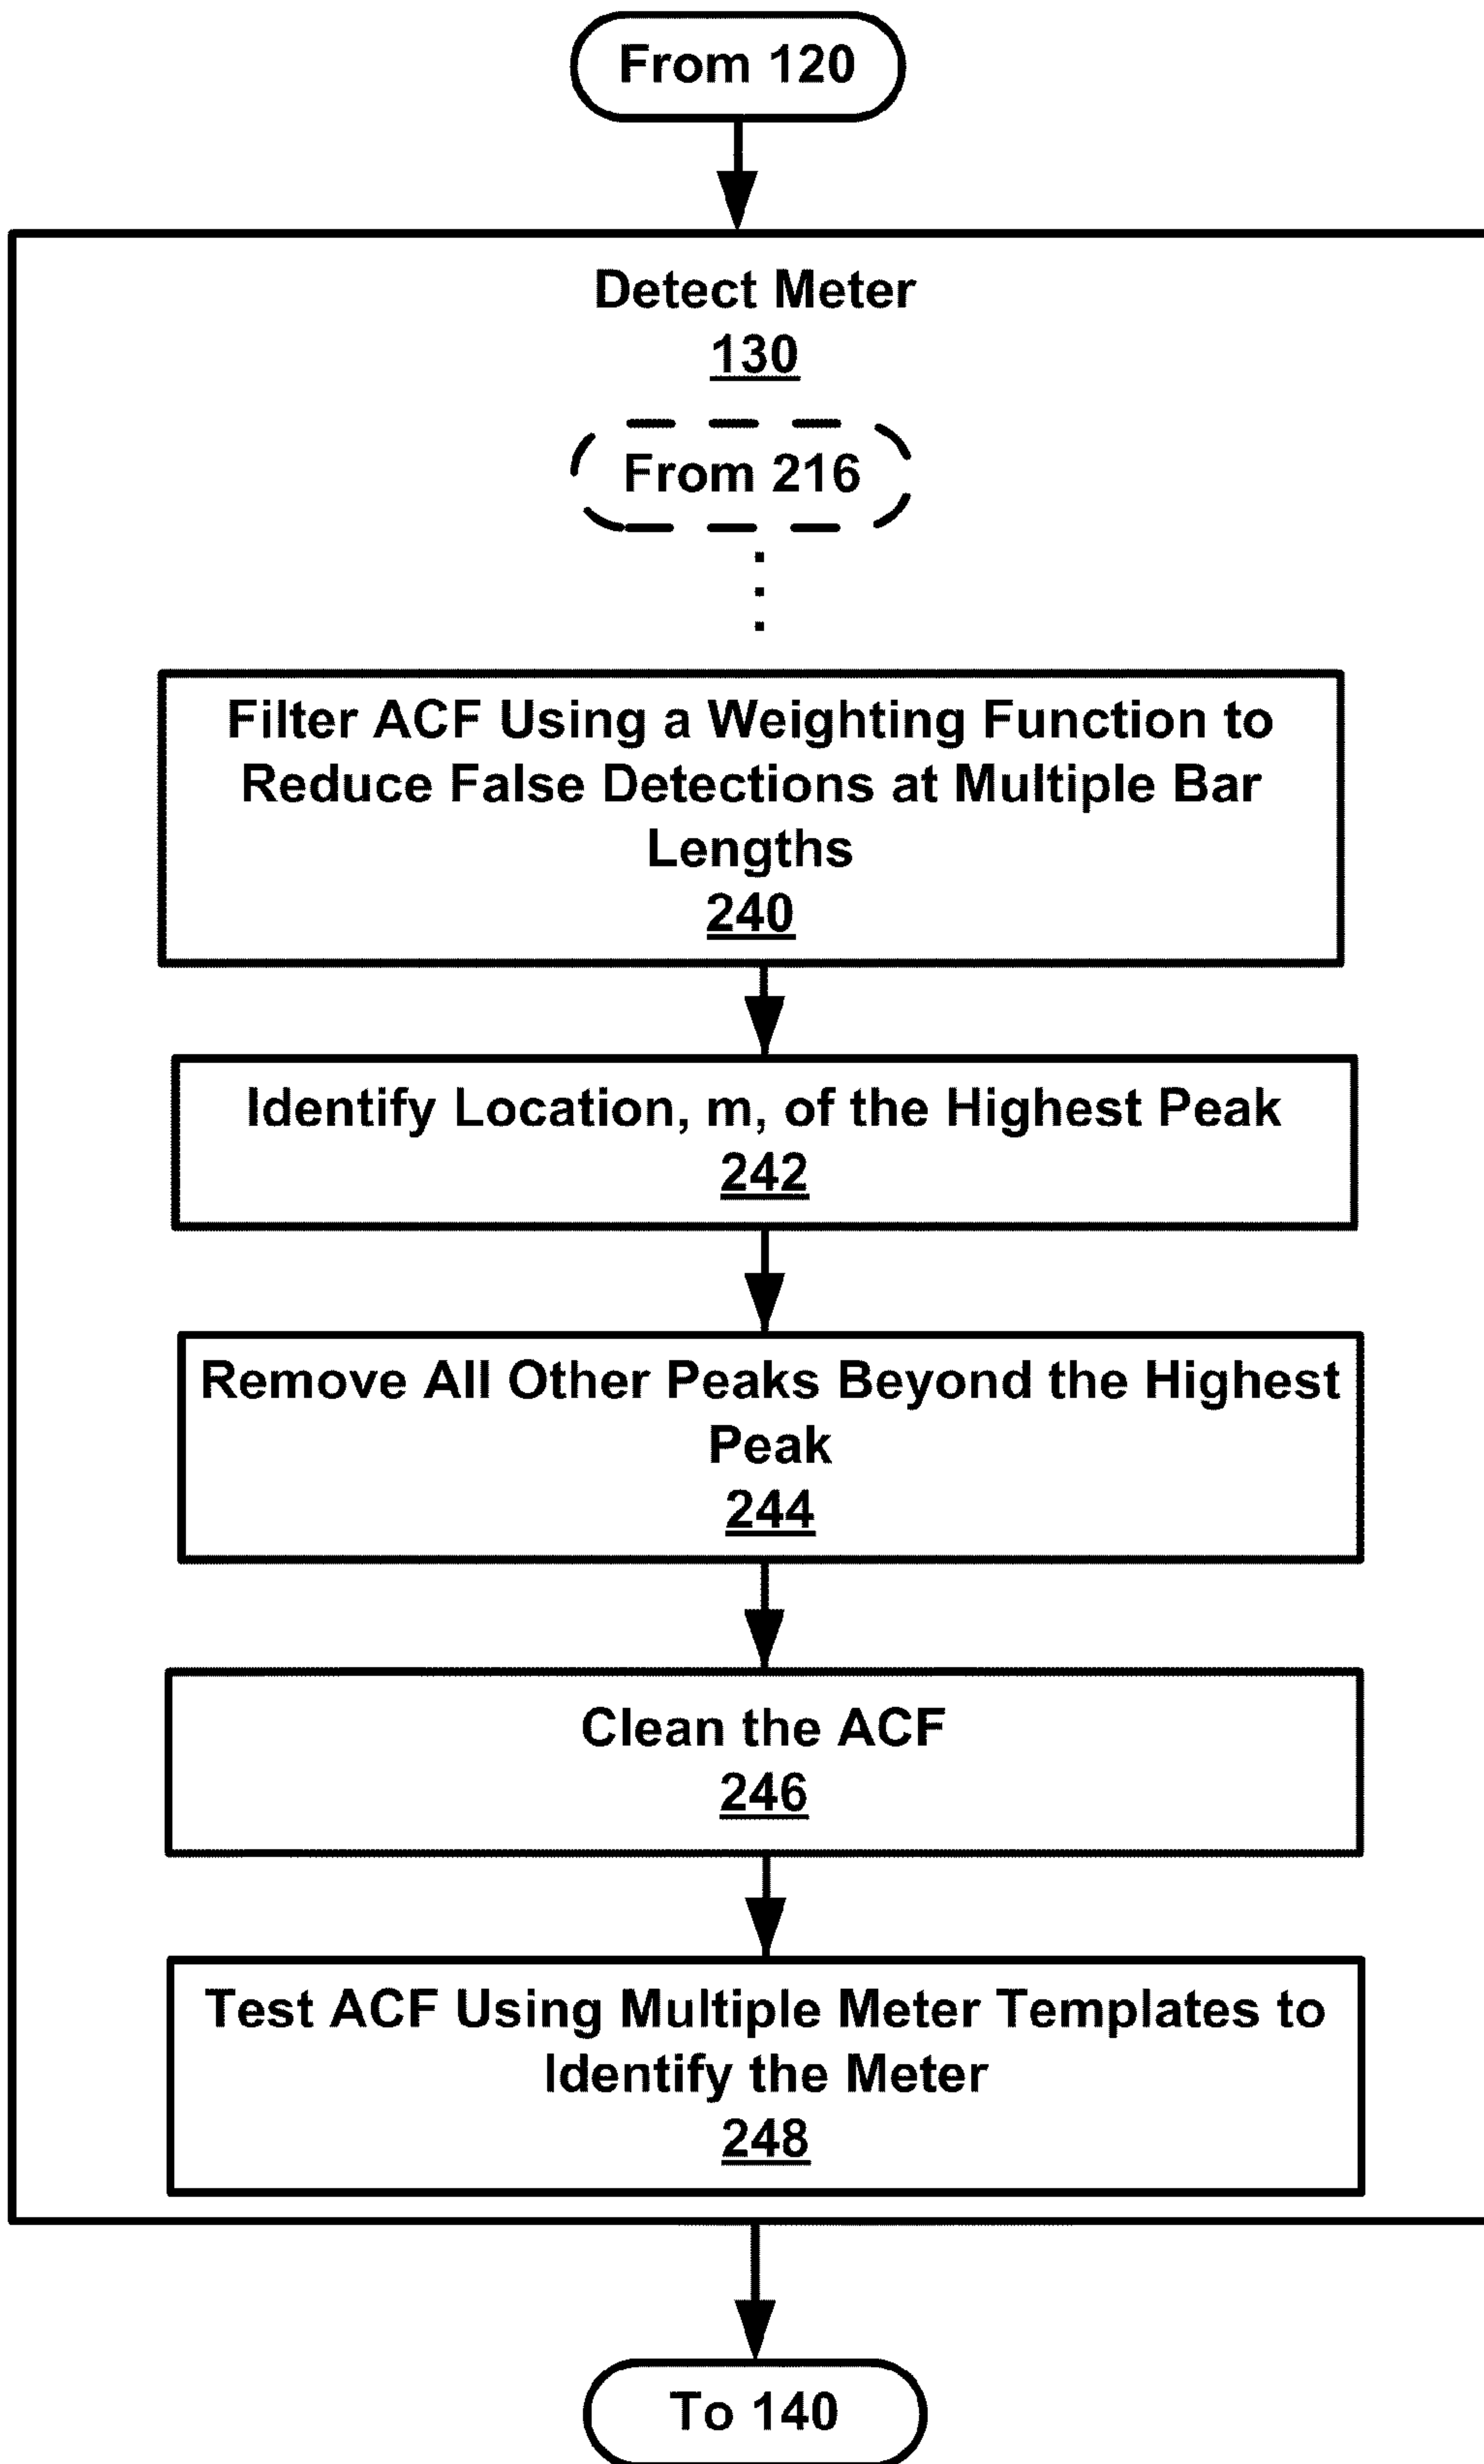 From 120
Detect Meter
130
From 216
Filter ACF Using a Weighting Function to
Reduce False Detections at Multiple Bar
Lengths
240
Identify Location, m, of the Highest Peak
242
Remove All Other Peaks Beyond the Highest
Peak
244
Clean the ACF
246
Test ACF Using Multiple Meter Templates to
Identify the Meter
248
To 140